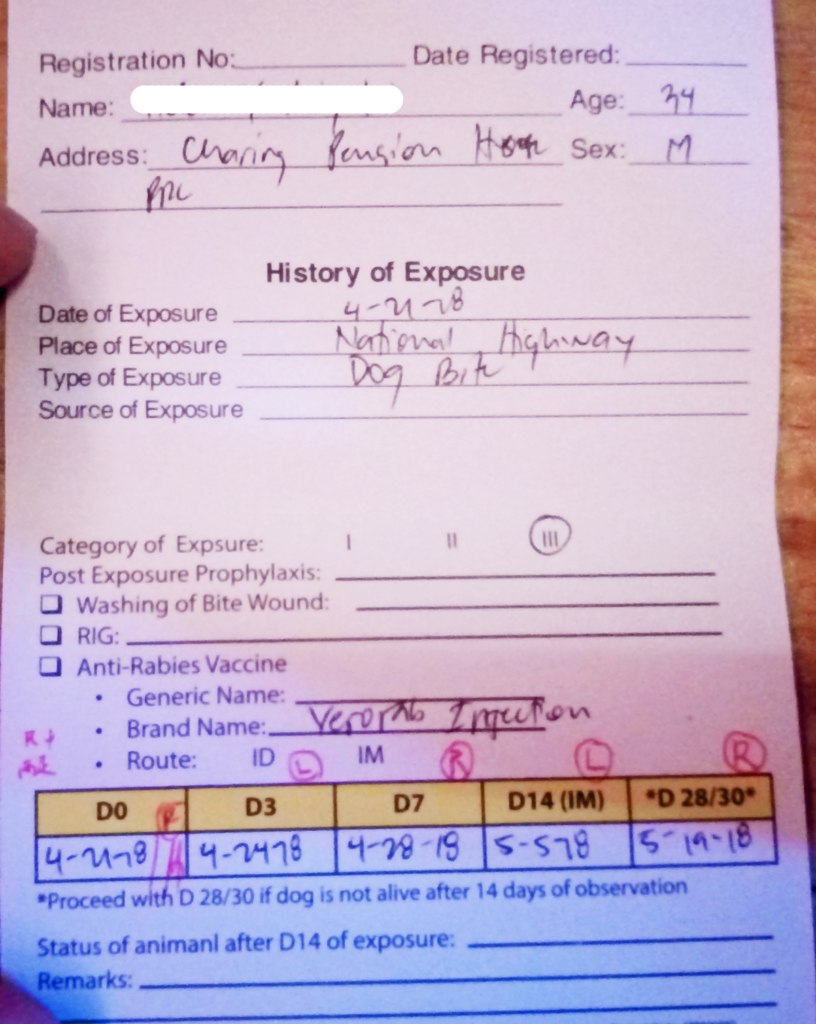 Registration No: Date Registered:
Name: Age: 34
Address: Charing Pension Sex: M
PPC
History of Exposure
Date of Exposure 4-21-18
Place of Exposure National Highway
Type of Exposure Dog Bite
Source of Exposure
Category of Expsure: I II III
Post Exposure Prophylaxis:
Washing of Bite Wound:
RIG:
Anti-Rabies Vaccine
• Generic Name:
• Brand Name: Verorab Injection
• Route: ID L IM R L R
D0 D3 D7 D14 (IM) *D 28/30*
4-21-18 4-24-18 4-28-18 5-5-18 5-19-18
*Proceed with D 28/30 if dog is not alive after 14 days of observation
Status of animanl after D14 of exposure:
Remarks: